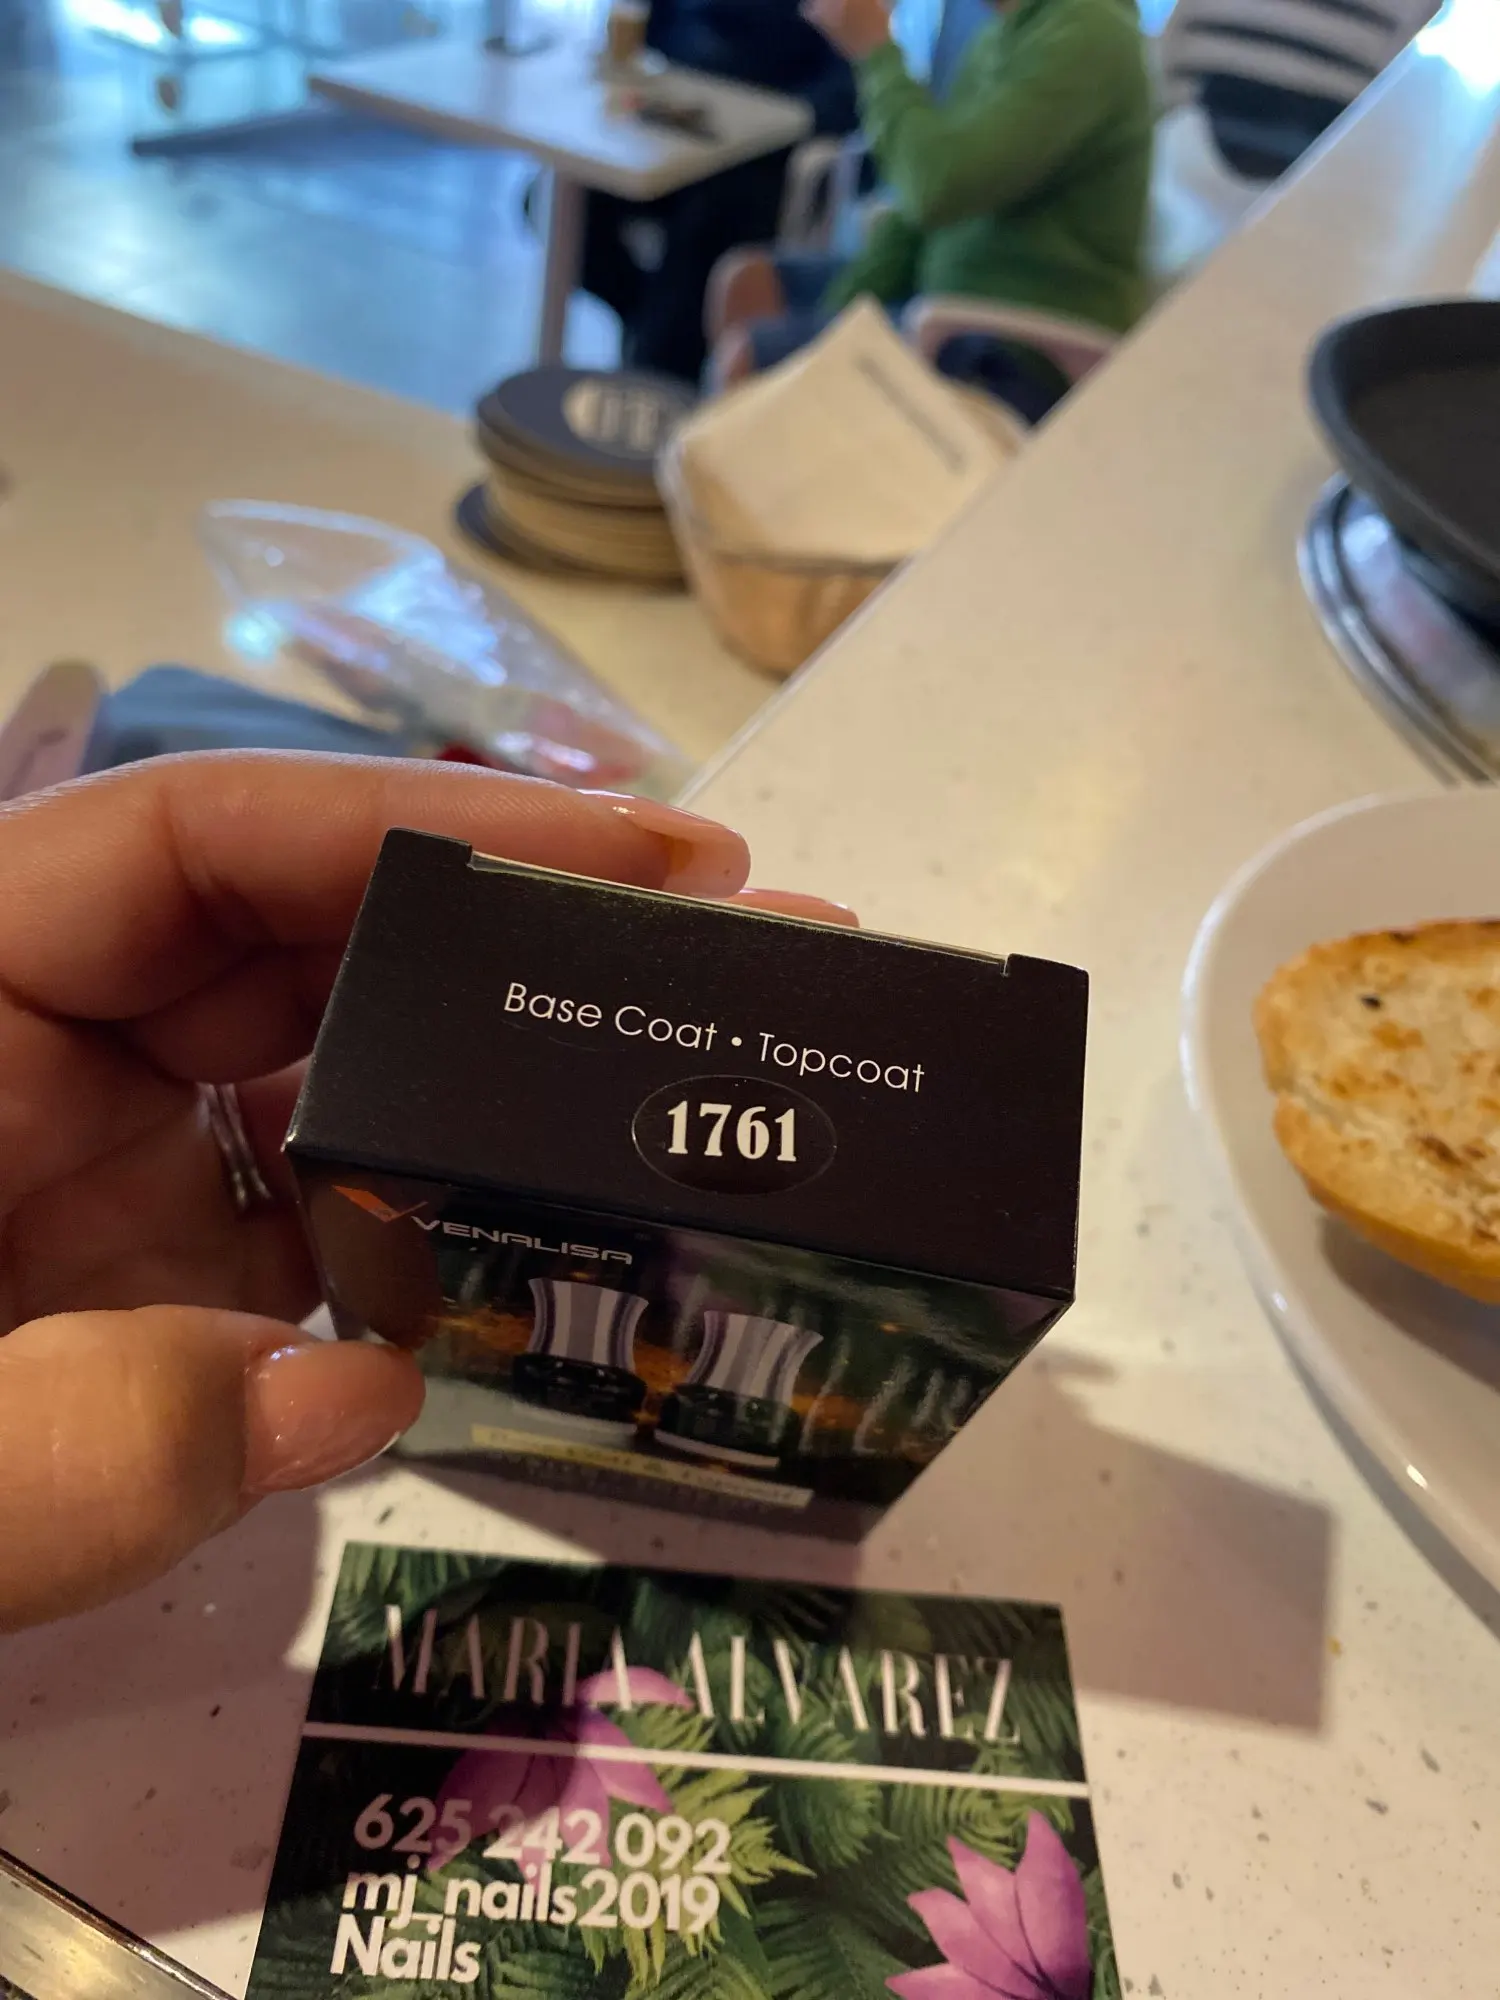 Base Coat • Topcoat
1761
VENALISA
MARIA ALVAREZ
625 242 092
mj_nails2019
Nails